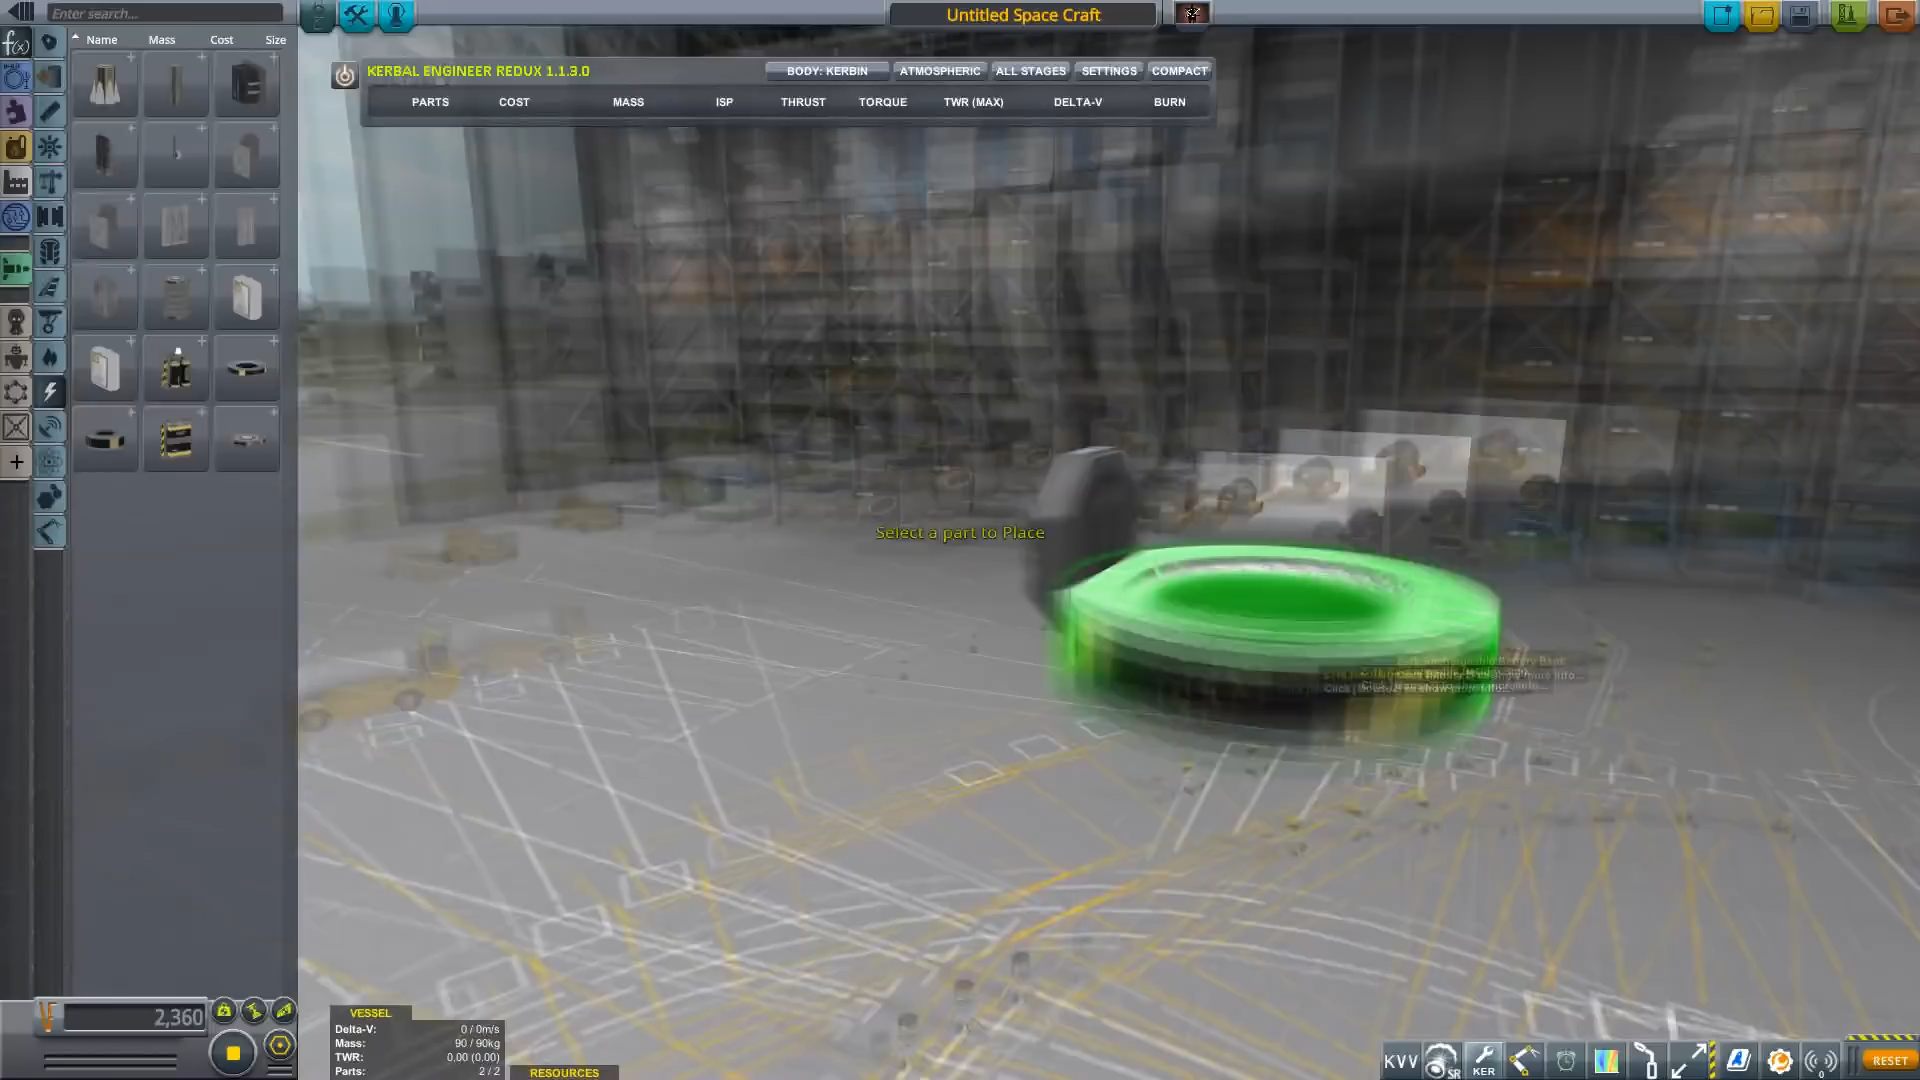 Enter search...
Untitled Space Craft
Name Mass Cost Size
KERBAL ENGINEER REDUX 1.1.3.0
BODY: KERBIN ATMOSPHERIC ALL STAGES SETTINGS COMPACT
PARTS COST MASS ISP THRUST TORQUE TWR (MAX) DELTA-V BURN
f(x)
Select a part to Place
2,360
VESSEL
Delta-V: 0 / 0m/s
Mass: 90 / 90kg
TWR: 0.00 (0.00)
Parts: 2 / 2
RESOURCES
KVV
SR
KER
0
RESET